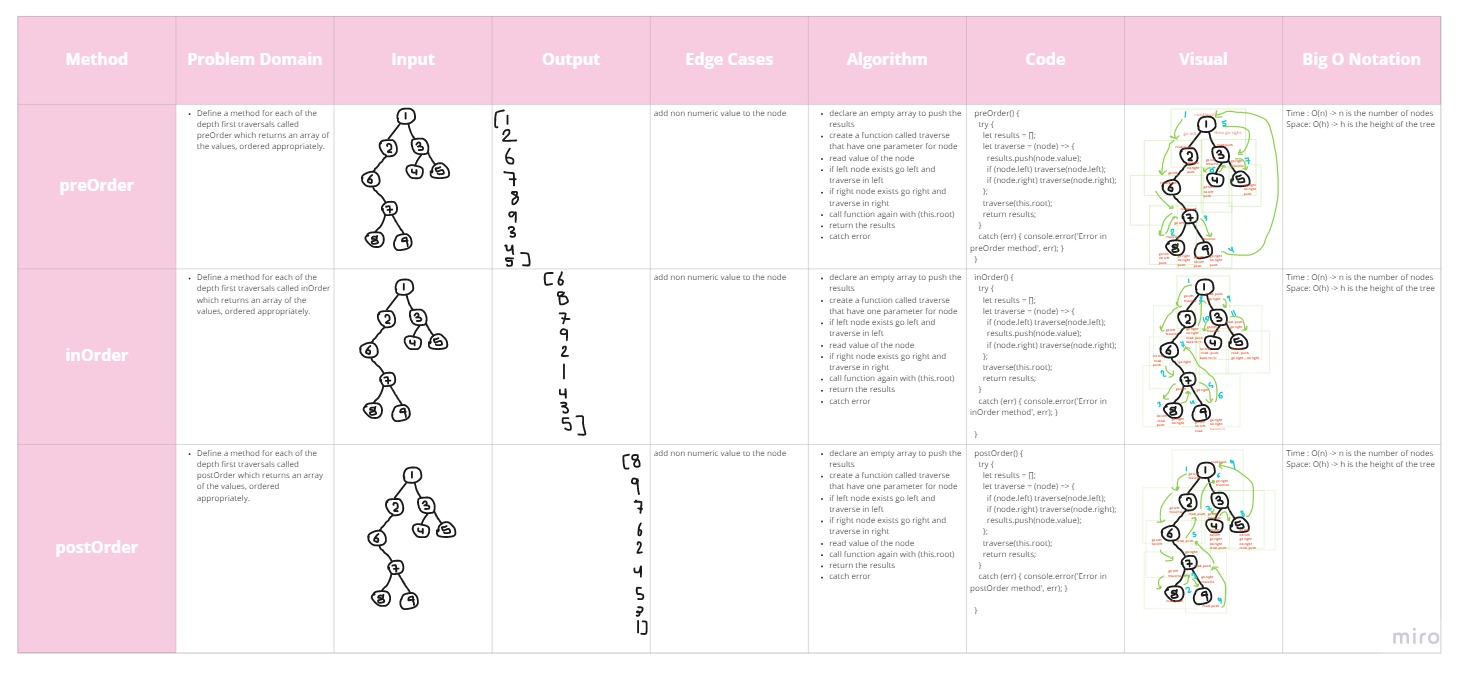 Method Problem Domain Input Output Edge Cases Algorithm Code Visual Big O Notation
preOrder
Define a method for each of the
depth first traversals called
preOrder which returns an array of
the values, ordered appropriately.
1
2 3
6 4 5
7
8 9
[1
2
6
7
8
9
3
4
5]
add non numeric value to the node
declare an empty array to push the
results
create a function called traverse
that have one parameter for node
read value of the node
if left node exists go left and
traverse in left
if right node exists go right and
traverse in right
call function again with (this.root)
return the results
catch error
preOrder() {
try {
let results = [];
let traverse = (node) => {
results.push(node.value);
if (node.left) traverse(node.left);
if (node.right) traverse(node.right);
};
traverse(this.root);
return results;
}
catch (err) { console.error('Error in
preOrder method', err); }
}
1
2 3
6 4 5
7
8 9
Time : O(n) -> n is the number of nodes
Space: O(h) -> h is the height of the tree
inOrder
Define a method for each of the
depth first traversals called inOrder
which returns an array of the
values, ordered appropriately.
1
2 3
6 4 5
7
8 9
[6
8
7
9
2
1
4
3
5]
add non numeric value to the node
declare an empty array to push the
results
create a function called traverse
that have one parameter for node
if left node exists go left and
traverse in left
read value of the node
if right node exists go right and
traverse in right
call function again with (this.root)
return the results
catch error
inOrder() {
try {
let results = [];
let traverse = (node) => {
if (node.left) traverse(node.left);
results.push(node.value);
if (node.right) traverse(node.right);
};
traverse(this.root);
return results;
}
catch (err) { console.error('Error in
inOrder method', err); }
}
1
2 3
6 4 5
7
8 9
Time : O(n) -> n is the number of nodes
Space: O(h) -> h is the height of the tree
postOrder
Define a method for each of the
depth first traversals called
postOrder which returns an array
of the values, ordered
appropriately.
1
2 3
6 4 5
7
8 9
[8
9
7
6
2
4
5
3
1]
add non numeric value to the node
declare an empty array to push the
results
create a function called traverse
that have one parameter for node
if left node exists go left and
traverse in left
if right node exists go right and
traverse in right
read value of the node
call function again with (this.root)
return the results
catch error
postOrder() {
try {
let results = [];
let traverse = (node) => {
if (node.left) traverse(node.left);
if (node.right) traverse(node.right);
results.push(node.value);
};
traverse(this.root);
return results;
}
catch (err) { console.error('Error in
postOrder method', err); }
}
1
2 3
6 4 5
7
8 9
Time : O(n) -> n is the number of nodes
Space: O(h) -> h is the height of the tree
miro